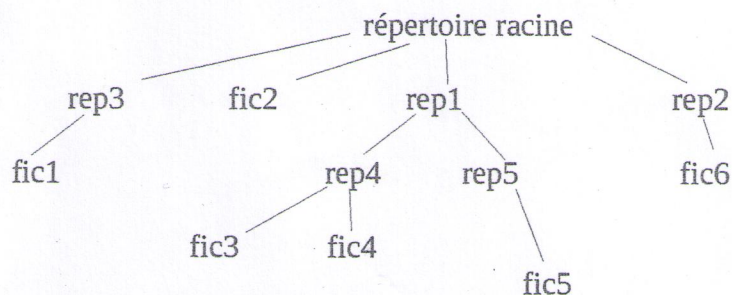 répertoire racine
rep3 fic2 rep1 rep2
fic1 rep4 rep5 fic6
fic3 fic4
fic5